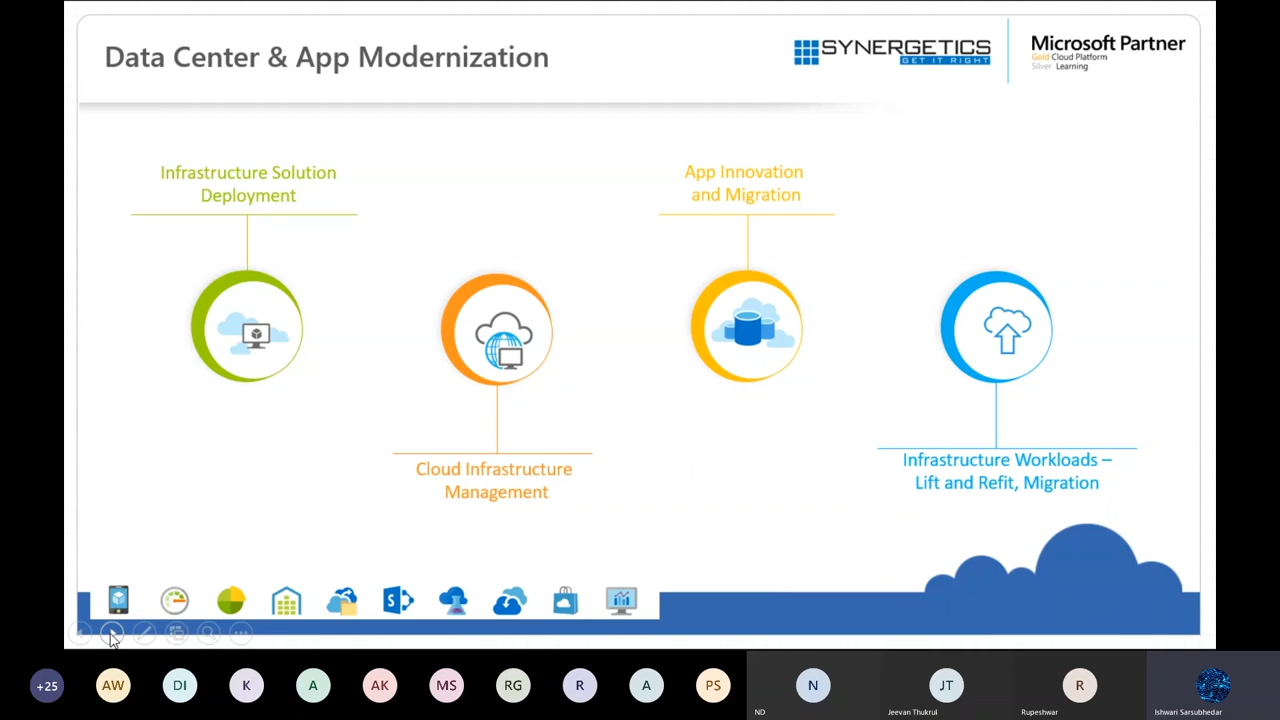 Data Center & App Modernization
SYNERGETICS
GET IT RIGHT
Microsoft Partner
Gold Cloud Platform
Silver Learning
Infrastructure Solution
Deployment
App Innovation
and Migration
Cloud Infrastructure
Management
Infrastructure Workloads –
Lift and Refit, Migration
S
+25
AW
DI
K
A
AK
MS
RG
R
A
PS
N
ND
JT
Jeevan Thukrul
R
Rupeshwar
Ishwari Sarsubhedar